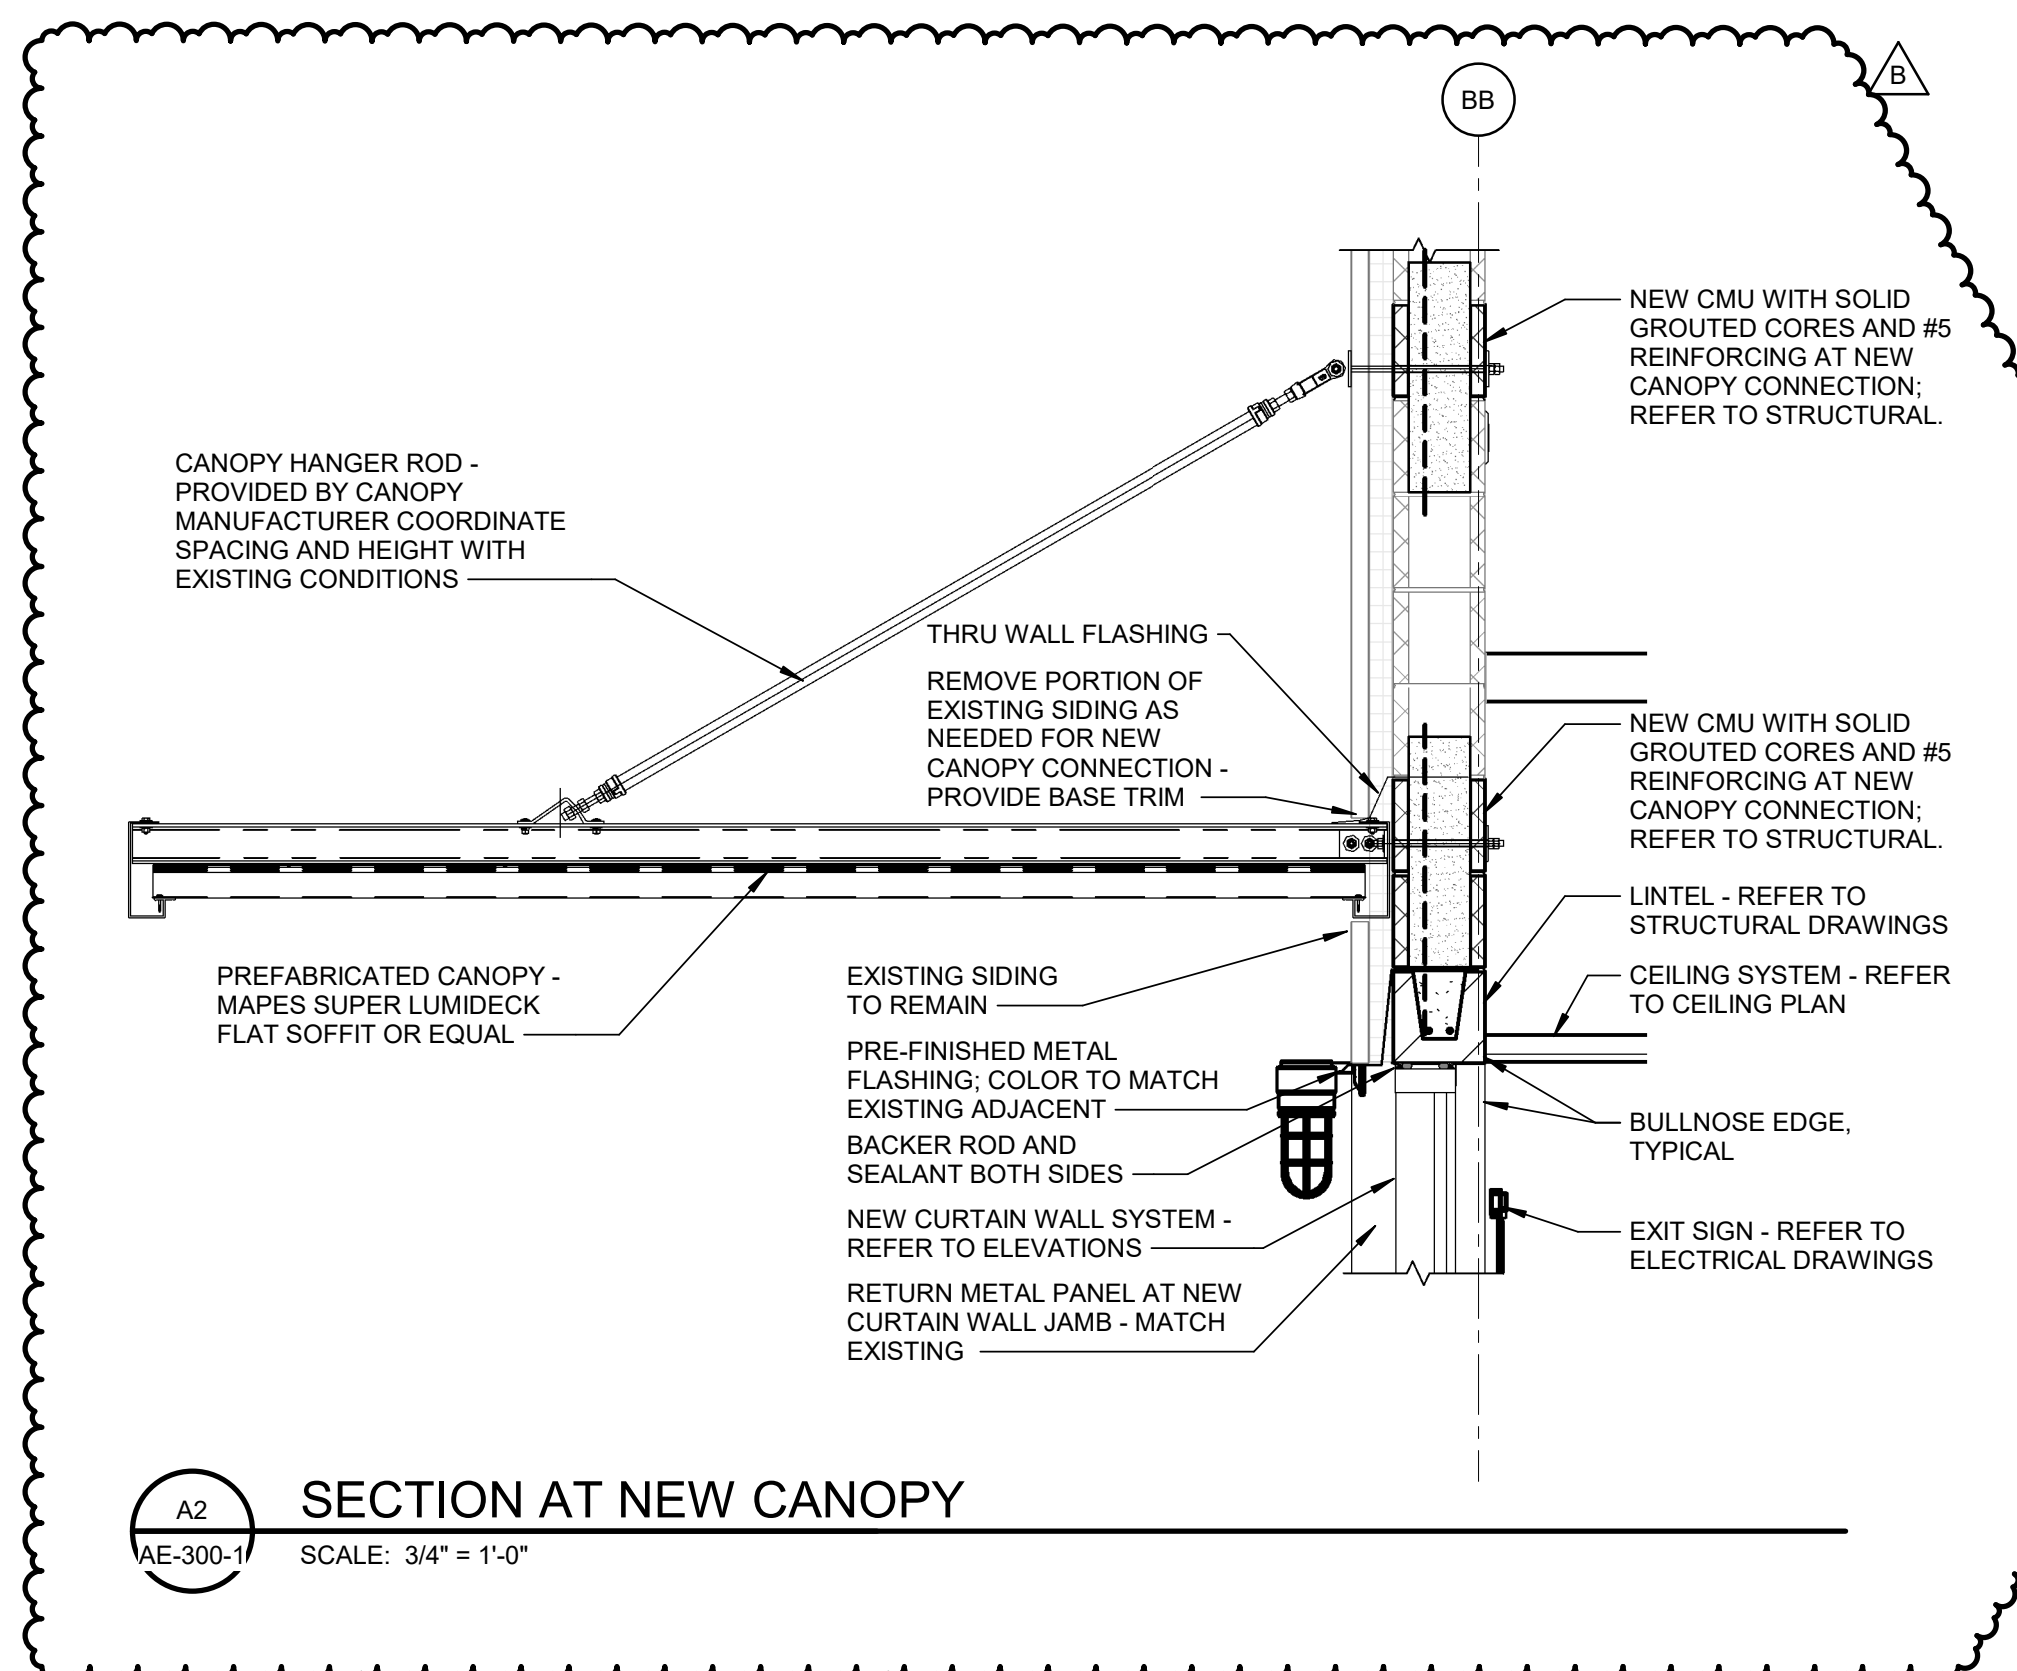 B
BB
NEW CMU WITH SOLID
GROUTED CORES AND #5
REINFORCING AT NEW
CANOPY CONNECTION;
REFER TO STRUCTURAL.
CANOPY HANGER ROD -
PROVIDED BY CANOPY
MANUFACTURER COORDINATE
SPACING AND HEIGHT WITH
EXISTING CONDITIONS
THRU WALL FLASHING
REMOVE PORTION OF
EXISTING SIDING AS
NEEDED FOR NEW
CANOPY CONNECTION -
PROVIDE BASE TRIM
NEW CMU WITH SOLID
GROUTED CORES AND #5
REINFORCING AT NEW
CANOPY CONNECTION;
REFER TO STRUCTURAL.
LINTEL - REFER TO
STRUCTURAL DRAWINGS
PREFABRICATED CANOPY -
MAPES SUPER LUMIDECK
FLAT SOFFIT OR EQUAL
EXISTING SIDING
TO REMAIN
CEILING SYSTEM - REFER
TO CEILING PLAN
PRE-FINISHED METAL
FLASHING; COLOR TO MATCH
EXISTING ADJACENT
BACKER ROD AND
SEALANT BOTH SIDES
BULLNOSE EDGE,
TYPICAL
NEW CURTAIN WALL SYSTEM -
REFER TO ELEVATIONS
EXIT SIGN - REFER TO
ELECTRICAL DRAWINGS
RETURN METAL PANEL AT NEW
CURTAIN WALL JAMB - MATCH
EXISTING
A2
AE-300-1
SECTION AT NEW CANOPY
SCALE: 3/4" = 1'-0"